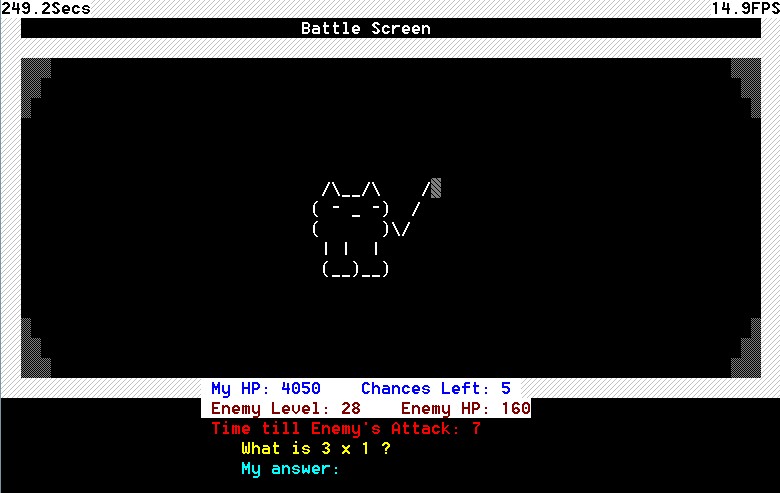 249.2Secs 14.9FPS
Battle Screen
My HP: 4050 Chances Left: 5
Enemy Level: 28 Enemy HP: 160
Time till Enemy's Attack: 7
What is 3 x 1 ?
My answer: